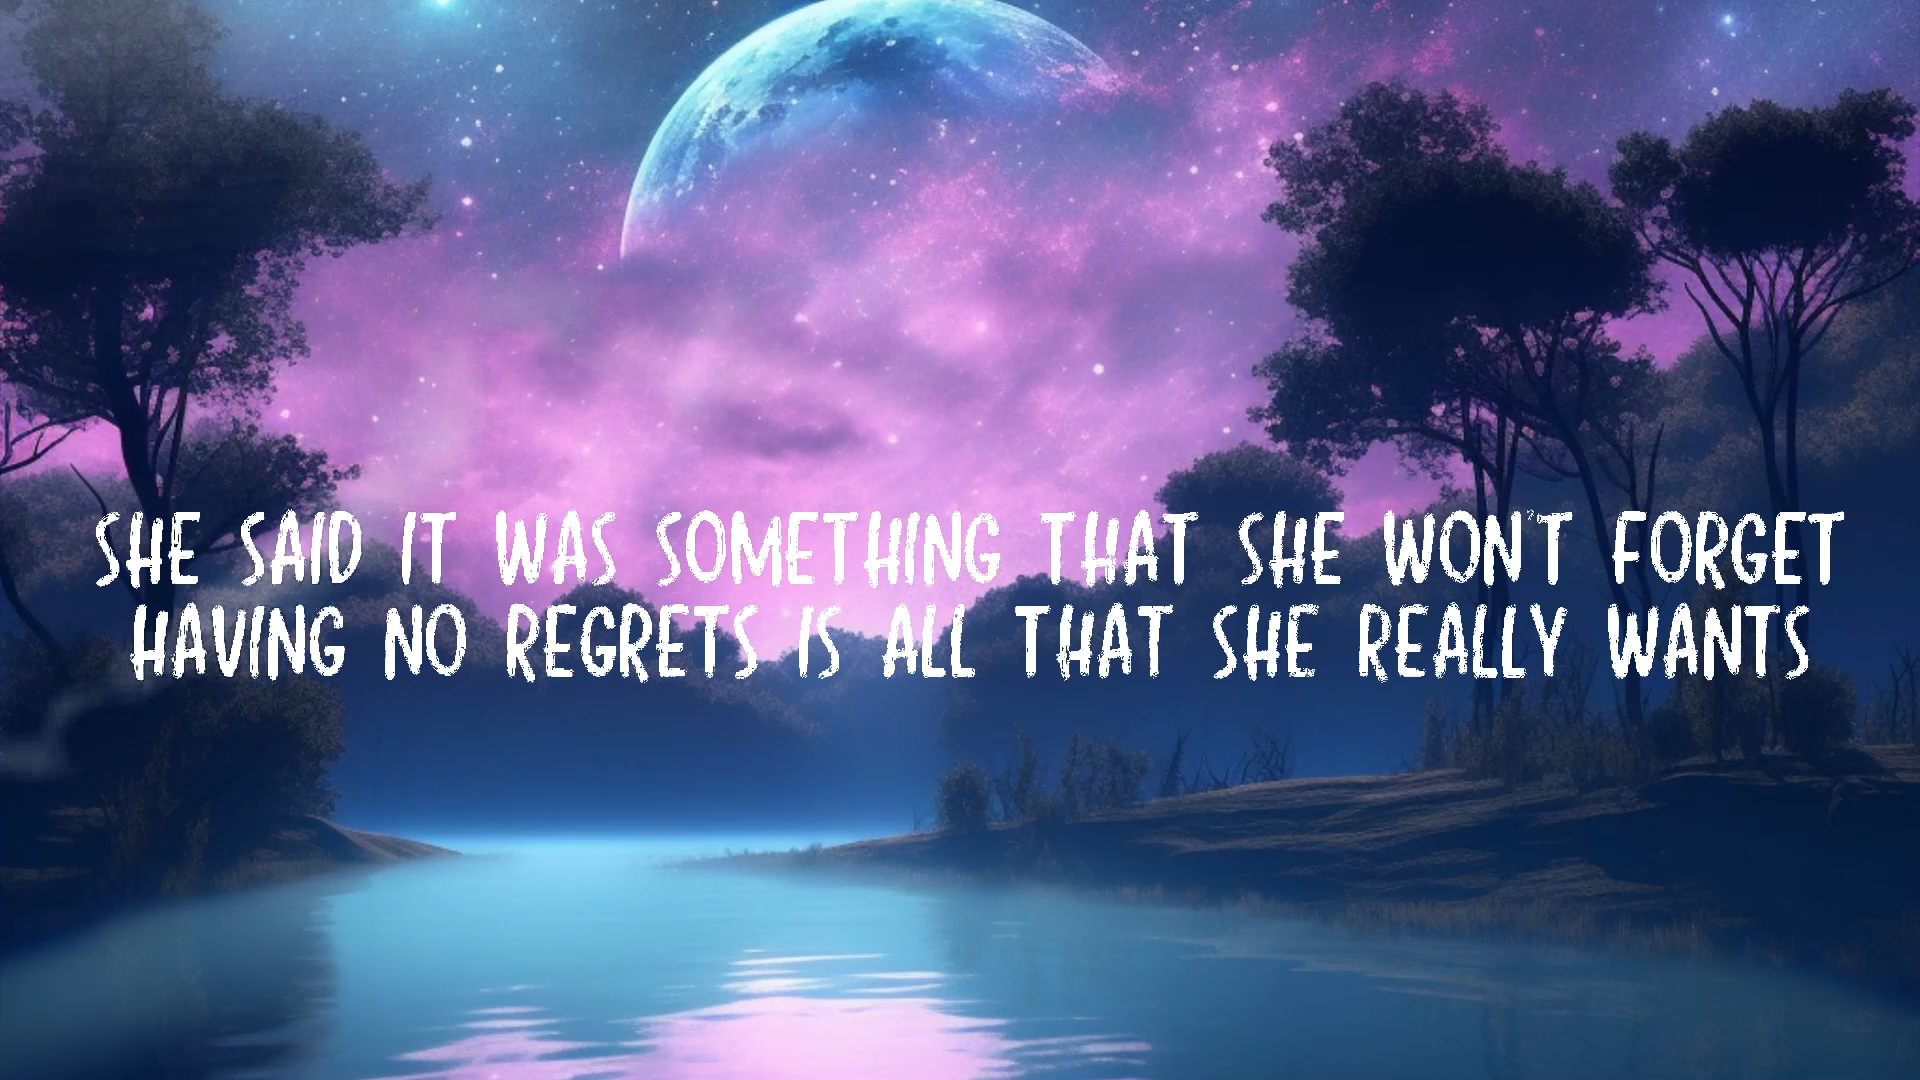 SHE SAID IT WAS SOMETHING THAT SHE WON'T FORGET
HAVING NO REGRETS IS ALL THAT SHE REALLY WANTS